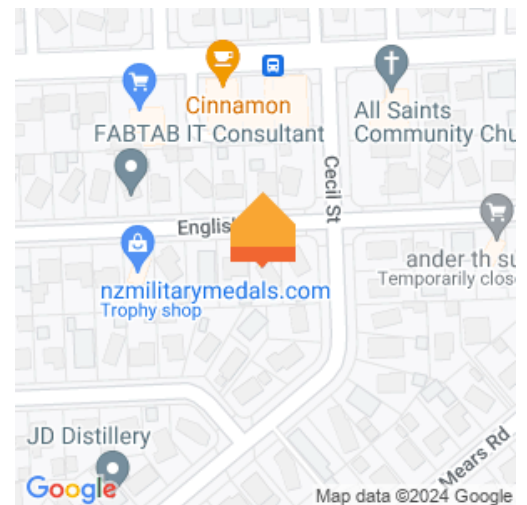 Cinnamon
FABTAB IT Consultant
All Saints
Community Chu
Cecil St
English
ander th su
Temporarily close
nzmilitarymedals.com
Trophy shop
JD Distillery
Mears Rd
Google
Map data ©2024 Google